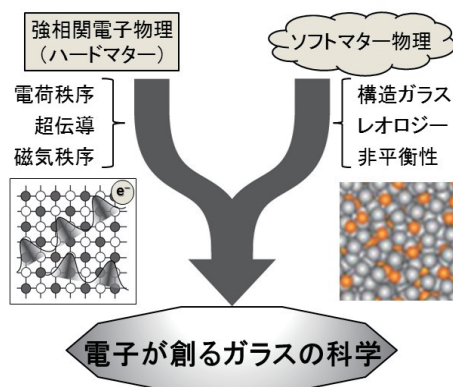 強相関電子物理
（ハードマター）
ソフトマター物理
電荷秩序
超伝導
磁気秩序
構造ガラス
レオロジー
非平衡性
e⁻
電子が創るガラスの科学